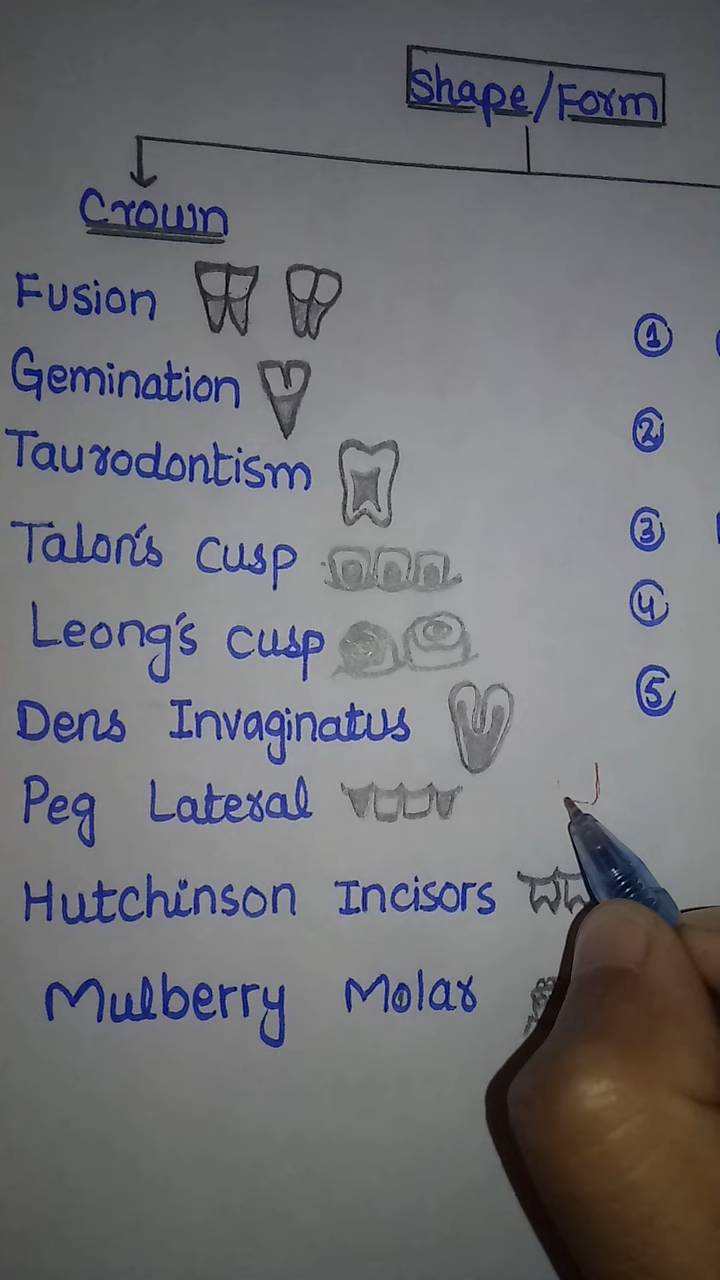 Shape/Form
Crown
Fusion
Gemination
Taurodontism
Talon's cusp
Leong's cusp
Dens Invaginatus
Peg Lateral
Hutchinson Incisors
Mulberry Molar
1
2
3
4
5